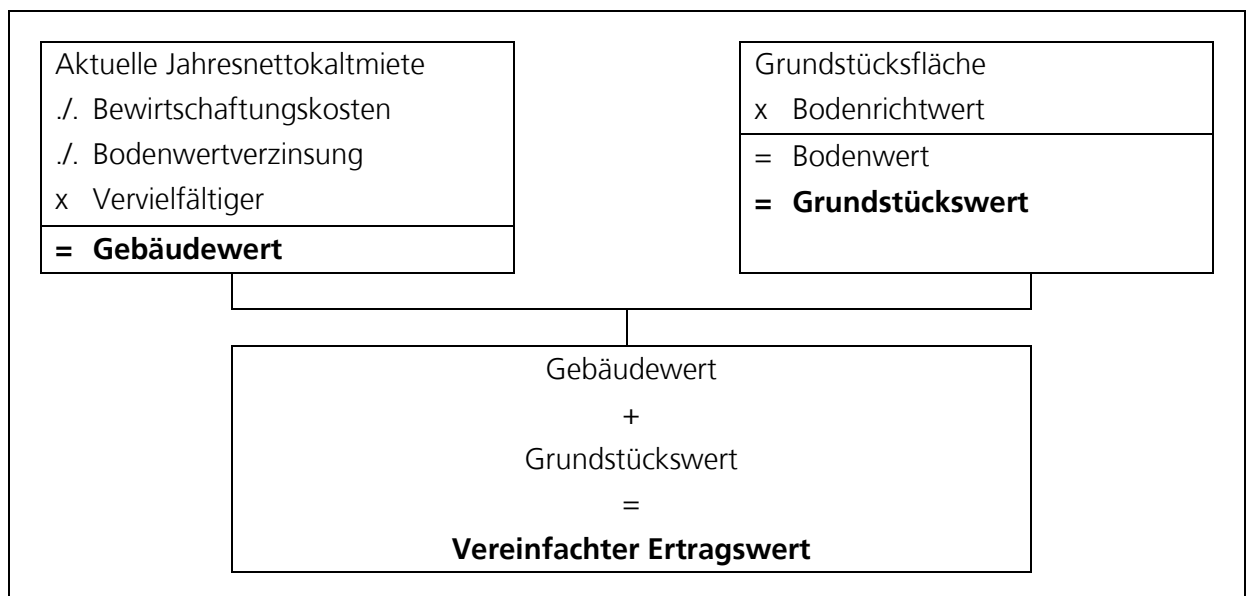 Aktuelle Jahresnettokaltmiete
./. Bewirtschaftungskosten
./. Bodenwertverzinsung
x Vervielfältiger
= Gebäudewert
Grundstücksfläche
x Bodenrichtwert
= Bodenwert
= Grundstückswert
Gebäudewert
+
Grundstückswert
=
Vereinfachter Ertragswert